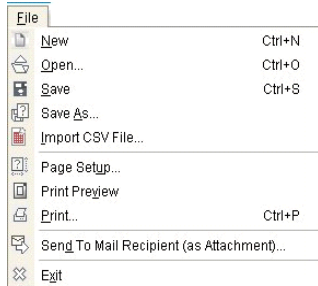 File
New Ctrl+N
Open... Ctrl+O
Save Ctrl+S
Save As...
Import CSV File...
Page Setup...
Print Preview
Print... Ctrl+P
Send To Mail Recipient (as Attachment)...
Exit